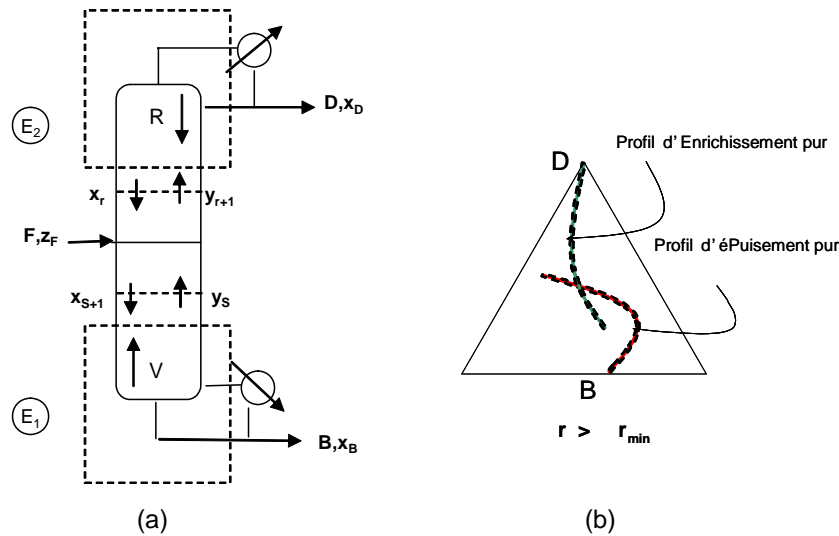 E2
R
D,xD
xr
yr+1
F,zF
xS+1
yS
V
E1
B,xB
(a)
Profil d'Enrichissement pur
D
Profil d'éPuisement pur
B
r > rmin
(b)